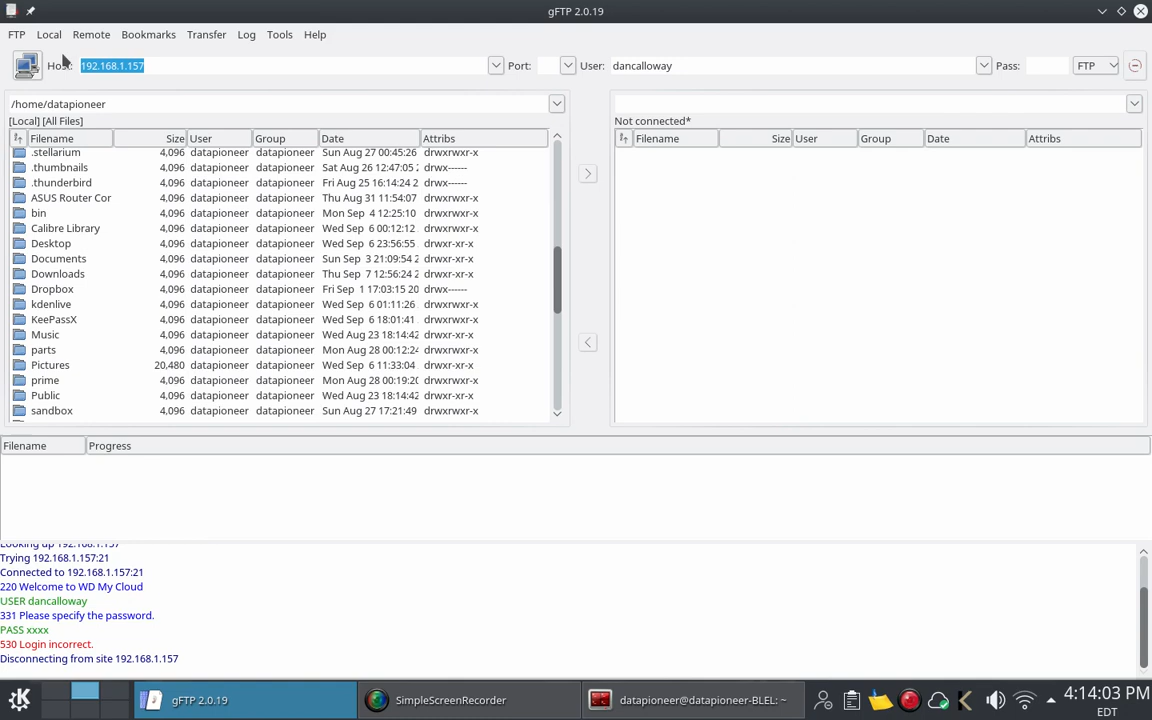 gFTP 2.0.19
FTP Local Remote Bookmarks Transfer Log Tools Help
Host: 192.168.1.157 Port: User: dancalloway Pass: FTP
/home/datapioneer
[Local] [All Files] Not connected*
Filename Size User Group Date Attribs Filename Size User Group Date Attribs
.stellarium 4,096 datapioneer datapioneer Sun Aug 27 00:45:26 drwxrwxr-x
.thumbnails 4,096 datapioneer datapioneer Sat Aug 26 12:47:05 2 drwx------
.thunderbird 4,096 datapioneer datapioneer Fri Aug 25 16:14:24 2 drwx------
ASUS Router Cor 4,096 datapioneer datapioneer Thu Aug 31 11:54:07 drwxrwxr-x
bin 4,096 datapioneer datapioneer Mon Sep 4 12:25:10 drwxrwxr-x
Calibre Library 4,096 datapioneer datapioneer Wed Sep 6 00:12:12 drwxrwxr-x
Desktop 4,096 datapioneer datapioneer Wed Sep 6 23:56:55 drwxr-xr-x
Documents 4,096 datapioneer datapioneer Sun Sep 3 21:09:54 2 drwxr-xr-x
Downloads 4,096 datapioneer datapioneer Thu Sep 7 12:56:24 2 drwxr-xr-x
Dropbox 4,096 datapioneer datapioneer Fri Sep 1 17:03:15 20 drwx------
kdenlive 4,096 datapioneer datapioneer Wed Sep 6 01:11:26 drwxrwxr-x
KeePassX 4,096 datapioneer datapioneer Wed Sep 6 18:01:41 drwxrwxr-x
Music 4,096 datapioneer datapioneer Wed Aug 23 18:14:42 drwxr-xr-x
parts 4,096 datapioneer datapioneer Mon Aug 28 00:12:24 drwxrwxr-x
Pictures 20,480 datapioneer datapioneer Wed Sep 6 11:33:04 drwxr-xr-x
prime 4,096 datapioneer datapioneer Mon Aug 28 00:19:20 drwxrwxr-x
Public 4,096 datapioneer datapioneer Wed Aug 23 18:14:42 drwxr-xr-x
sandbox 4,096 datapioneer datapioneer Sun Aug 27 17:21:49 drwxrwxr-x
Filename Progress
Looking up 192.168.1.157
Trying 192.168.1.157:21
Connected to 192.168.1.157:21
220 Welcome to WD My Cloud
USER dancalloway
331 Please specify the password.
PASS xxxx
530 Login incorrect.
Disconnecting from site 192.168.1.157
gFTP 2.0.19 SimpleScreenRecorder datapioneer@datapioneer-BLEL: ~ 4:14:03 PM
EDT